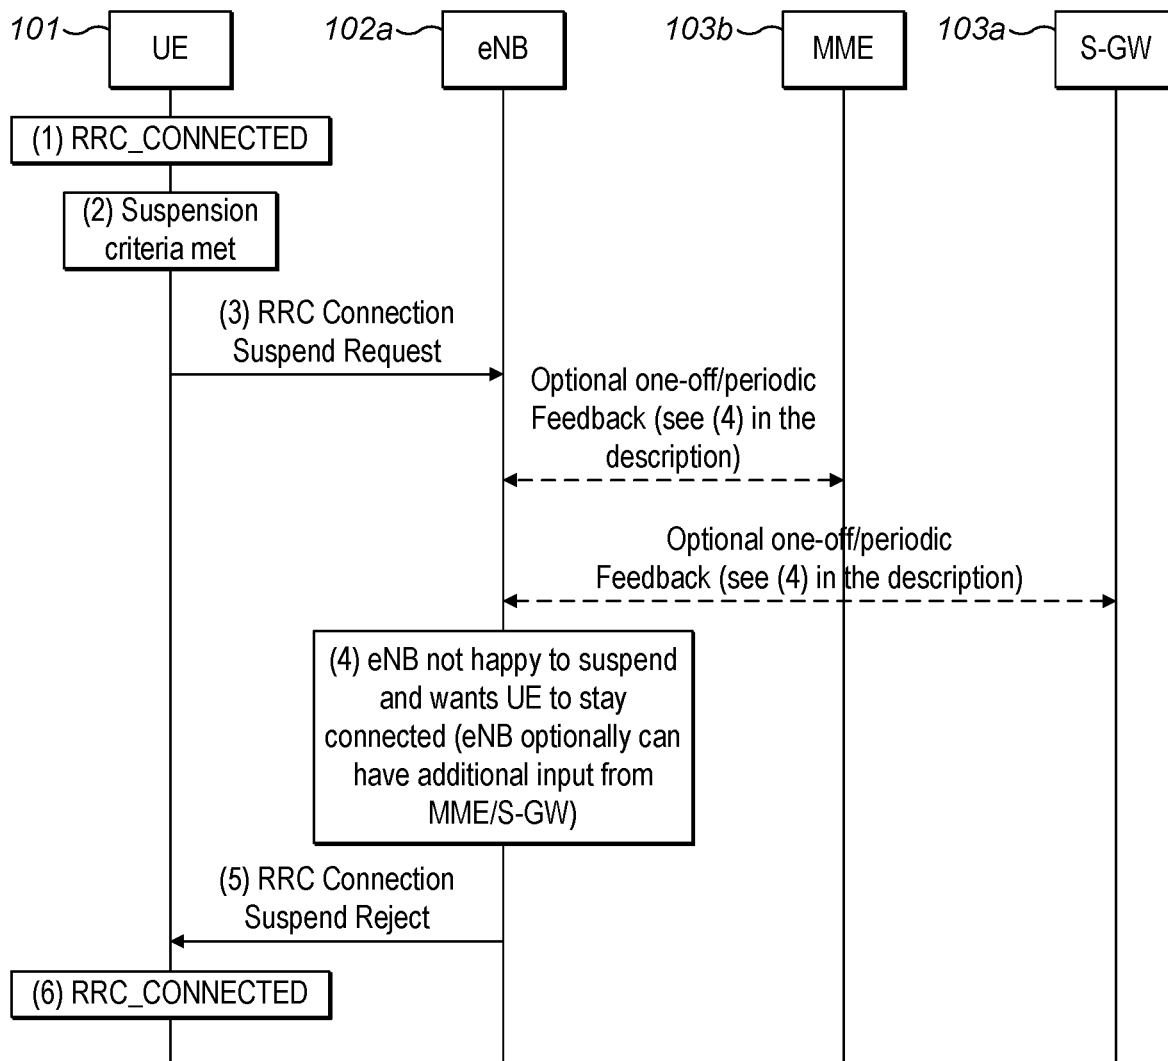 101 UE 102a eNB 103b MME 103a S-GW
(1) RRC_CONNECTED
(2) Suspension
criteria met
(3) RRC Connection
Suspend Request
Optional one-off/periodic
Feedback (see (4) in the
description)
Optional one-off/periodic
Feedback (see (4) in the description)
(4) eNB not happy to suspend
and wants UE to stay
connected (eNB optionally can
have additional input from
MME/S-GW)
(5) RRC Connection
Suspend Reject
(6) RRC_CONNECTED